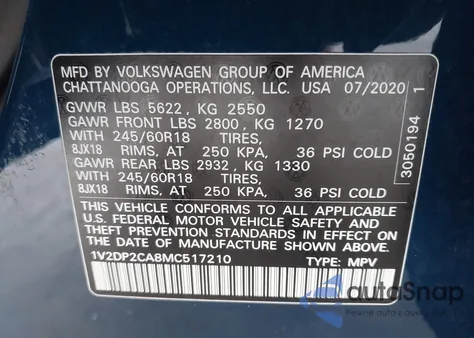 MFD BY VOLKSWAGEN GROUP OF AMERICA
CHATTANOOGA OPERATIONS, LLC. USA 07/2020
GVWR LBS 5622, KG 2550
GAWR FRONT LBS 2800, KG 1270
WITH 245/60R18 TIRES,
8JX18 RIMS, AT 250 KPA, 36 PSI COLD
GAWR REAR LBS 2932, KG 1330
WITH 245/60R18 TIRES,
8JX18 RIMS, AT 250 KPA, 36 PSI COLD
THIS VEHICLE CONFORMS TO ALL APPLICABLE
U.S. FEDERAL MOTOR VEHICLE SAFETY BUMPER
AND THEFT PREVENTION STANDARDS IN EFFECT ON THE
DATE OF MANUFACTURE SHOWN ABOVE.
1V2DP2CA8MC517210 TYPE: MPV
3050194 1
autoSnap